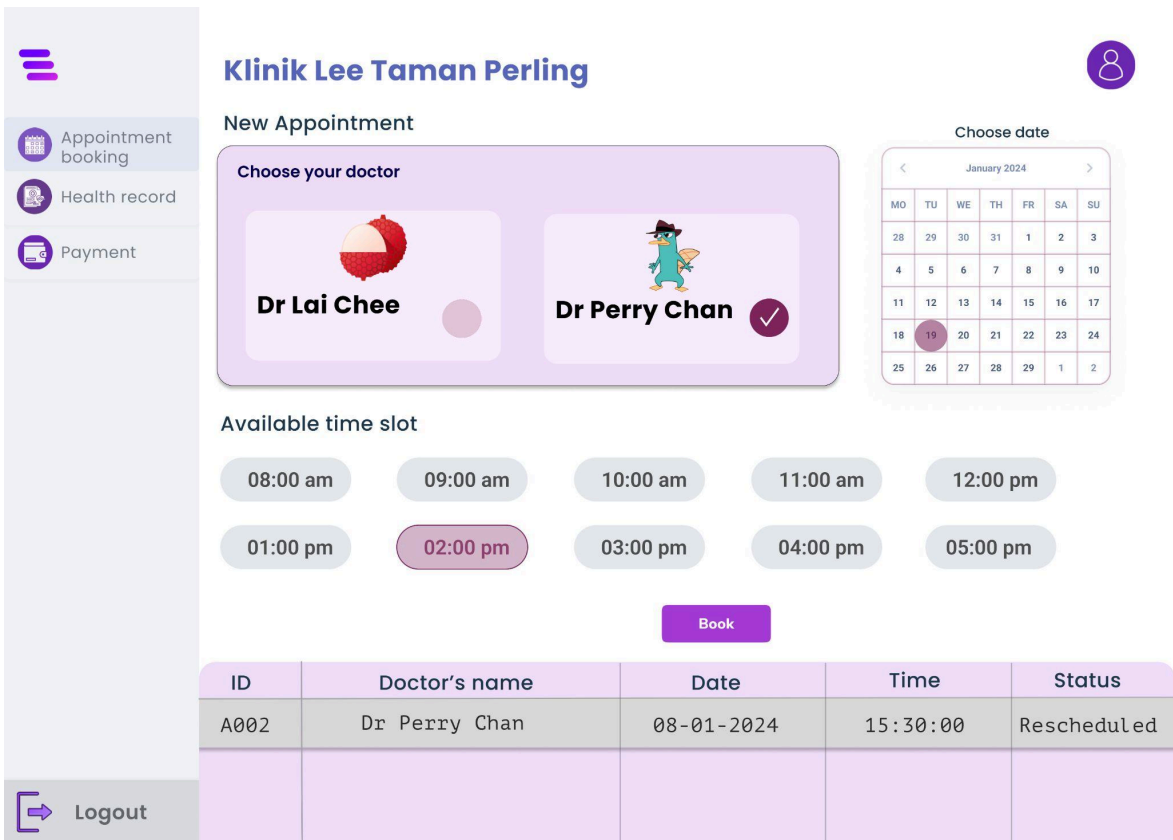 Klinik Lee Taman Perling
Appointment
booking
Health record
Payment
Logout
New Appointment
Choose your doctor
Dr Lai Chee
Dr Perry Chan
Choose date
January 2024
MO TU WE TH FR SA SU
28 29 30 31 1 2 3
4 5 6 7 8 9 10
11 12 13 14 15 16 17
18 19 20 21 22 23 24
25 26 27 28 29 1 2
Available time slot
08:00 am 09:00 am 10:00 am 11:00 am 12:00 pm
01:00 pm 02:00 pm 03:00 pm 04:00 pm 05:00 pm
Book
ID Doctor's name Date Time Status
A002 Dr Perry Chan 08-01-2024 15:30:00 Rescheduled